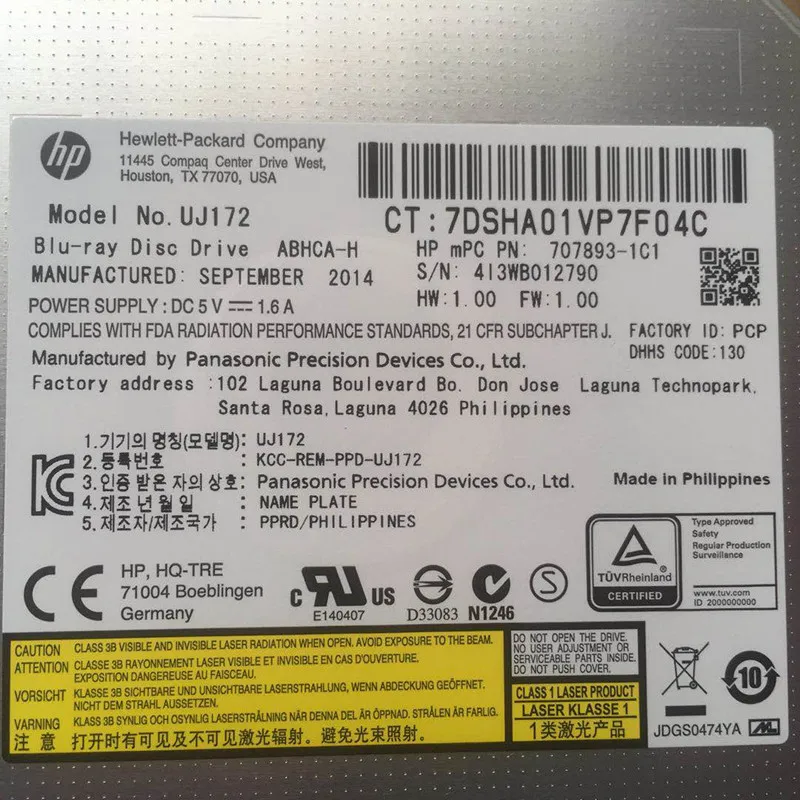 hp
Hewlett-Packard Company
11445 Compaq Center Drive West,
Houston, TX 77070, USA
Model No. UJ172
CT:7DSHA01VP7F04C
Blu-ray Disc Drive ABHCA-H
HP mPC PN: 707893-1C1
MANUFACTURED: SEPTEMBER 2014
S/N: 4I3WB012790
POWER SUPPLY : DC 5 V ⎓ 1.6 A
HW:1.00 FW:1.00
COMPLIES WITH FDA RADIATION PERFORMANCE STANDARDS, 21 CFR SUBCHAPTER J.
FACTORY ID: PCP
DHHS CODE:130
Manufactured by Panasonic Precision Devices Co., Ltd.
Factory address :102 Laguna Boulevard Bo. Don Jose Laguna Technopark,
Santa Rosa, Laguna 4026 Philippines
1.기기의 명칭(모델명): UJ172
2. 등록번호 : KCC-REM-PPD-UJ172
3. 인증 받은 자의 상호: Panasonic Precision Devices Co., Ltd.
4. 제조 년 월 일 : NAME PLATE
5. 제조자/제조국가 : PPRD/PHILIPPINES
Made in Philippines
CE
HP, HQ-TRE
71004 Boeblingen
Germany
c RU US
E140407
D33083
N1246
S
TÜVRheinland
CERTIFIED
Type Approved
Safety
Regular Production
Surveillance
www.tuv.com
ID 2000000000
CAUTION CLASS 3B VISIBLE AND INVISIBLE LASER RADIATION WHEN OPEN. AVOID EXPOSURE TO THE BEAM.
ATTENTION CLASSE 3B RAYONNEMENT LASER VISIBLE ET INVISIBLE EN CAS D'OUVERTURE.
EXPOSITION DANGEREUSE AU FAISCEAU.
VORSICHT KLASSE 3B SICHTBARE UND UNSICHTBARE LASERSTRAHLUNG, WENN ABDECKUNG GEÖFFNET.
NICHT DEM STRAHL AUSSETZEN.
VARNING KLASS 3B SYNLIG OCH OSYNLIG LASERSTRÅLNING NÄR DENNA DEL ÄR ÖPPNAD. STRÅLEN ÄR FARLIG.
注 意 打开时有可见及不可见激光辐射。避免光束照射。
DO NOT OPEN THE DRIVE.
NO USER ADJUSTMENT OR
SERVICEABLE PARTS INSIDE.
DO NOT PUSH COVER.
CLASS 1 LASER PRODUCT
LASER KLASSE 1
1类激光产品
10
JDGS0474YA